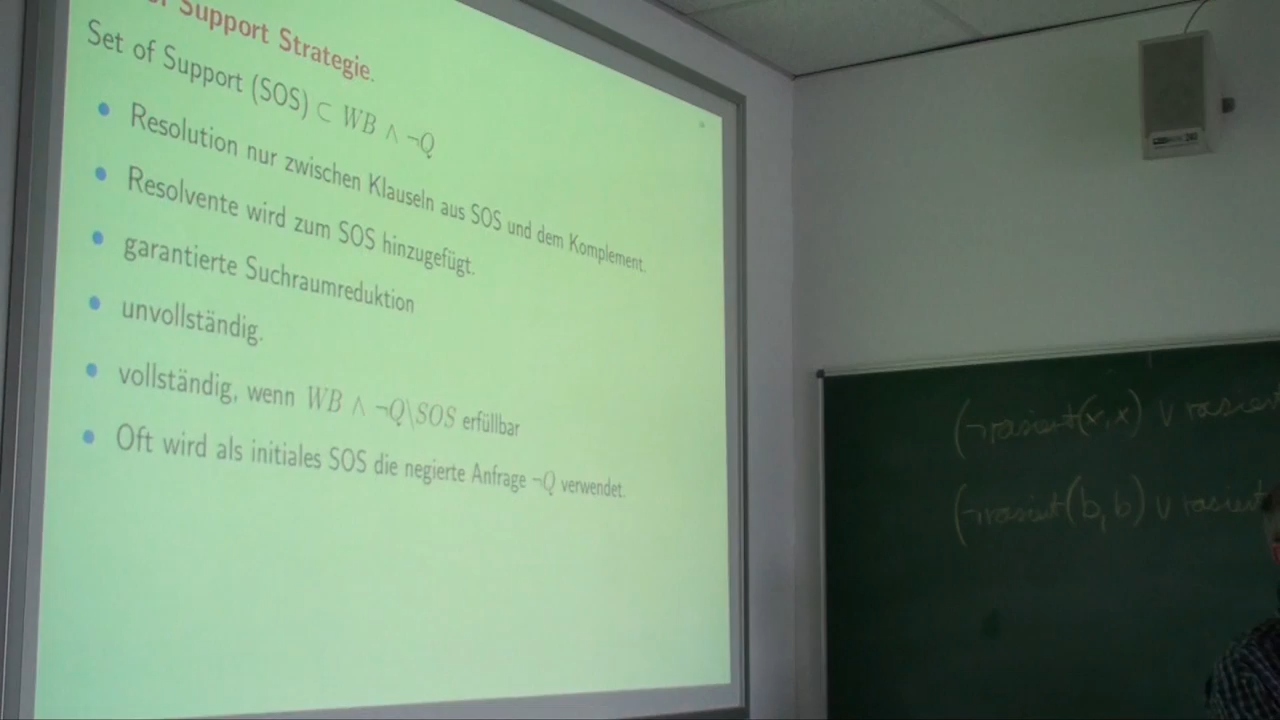 Support Strategie.
Set of Support (SOS) ⊂ WB ∧ ¬Q
• Resolution nur zwischen Klauseln aus SOS und dem Komplement.
• Resolvente wird zum SOS hinzugefügt.
• garantierte Suchraumreduktion
• unvollständig.
• vollständig, wenn WB ∧ ¬Q\SOS erfüllbar
• Oft wird als initiales SOS die negierte Anfrage ¬Q verwendet.
(¬rasiert(x,x) ∨ rasiert
(¬rasiert(b,b) ∨ rasiert